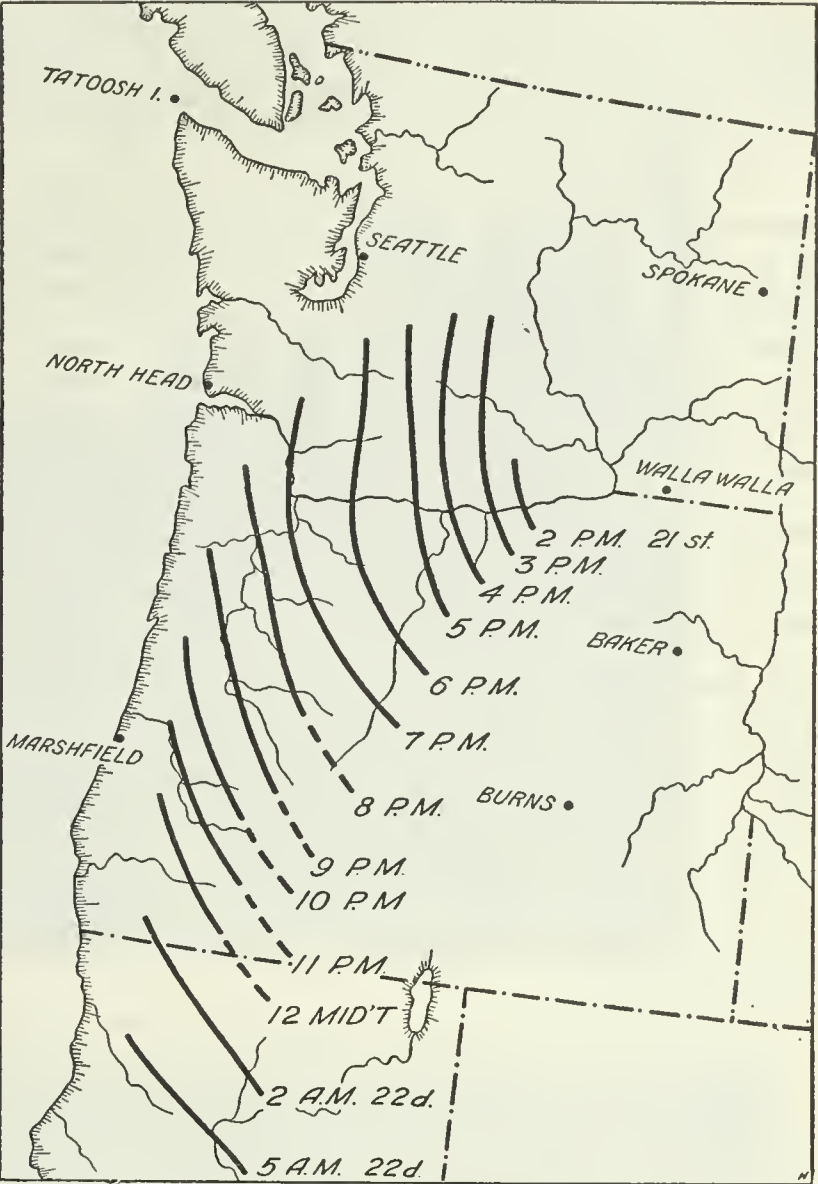 TATOOSH I.
SEATTLE
SPOKANE
NORTH HEAD
WALLA WALLA
2 P.M. 21 st.
3 P.M.
4 P.M.
5 P.M.
BAKER
6 P.M.
7 P.M.
MARSHFIELD
8 P.M.
BURNS
9 P.M.
10 P.M
11 P.M.
12 MID'T
2 A.M. 22d.
5 A.M. 22d.